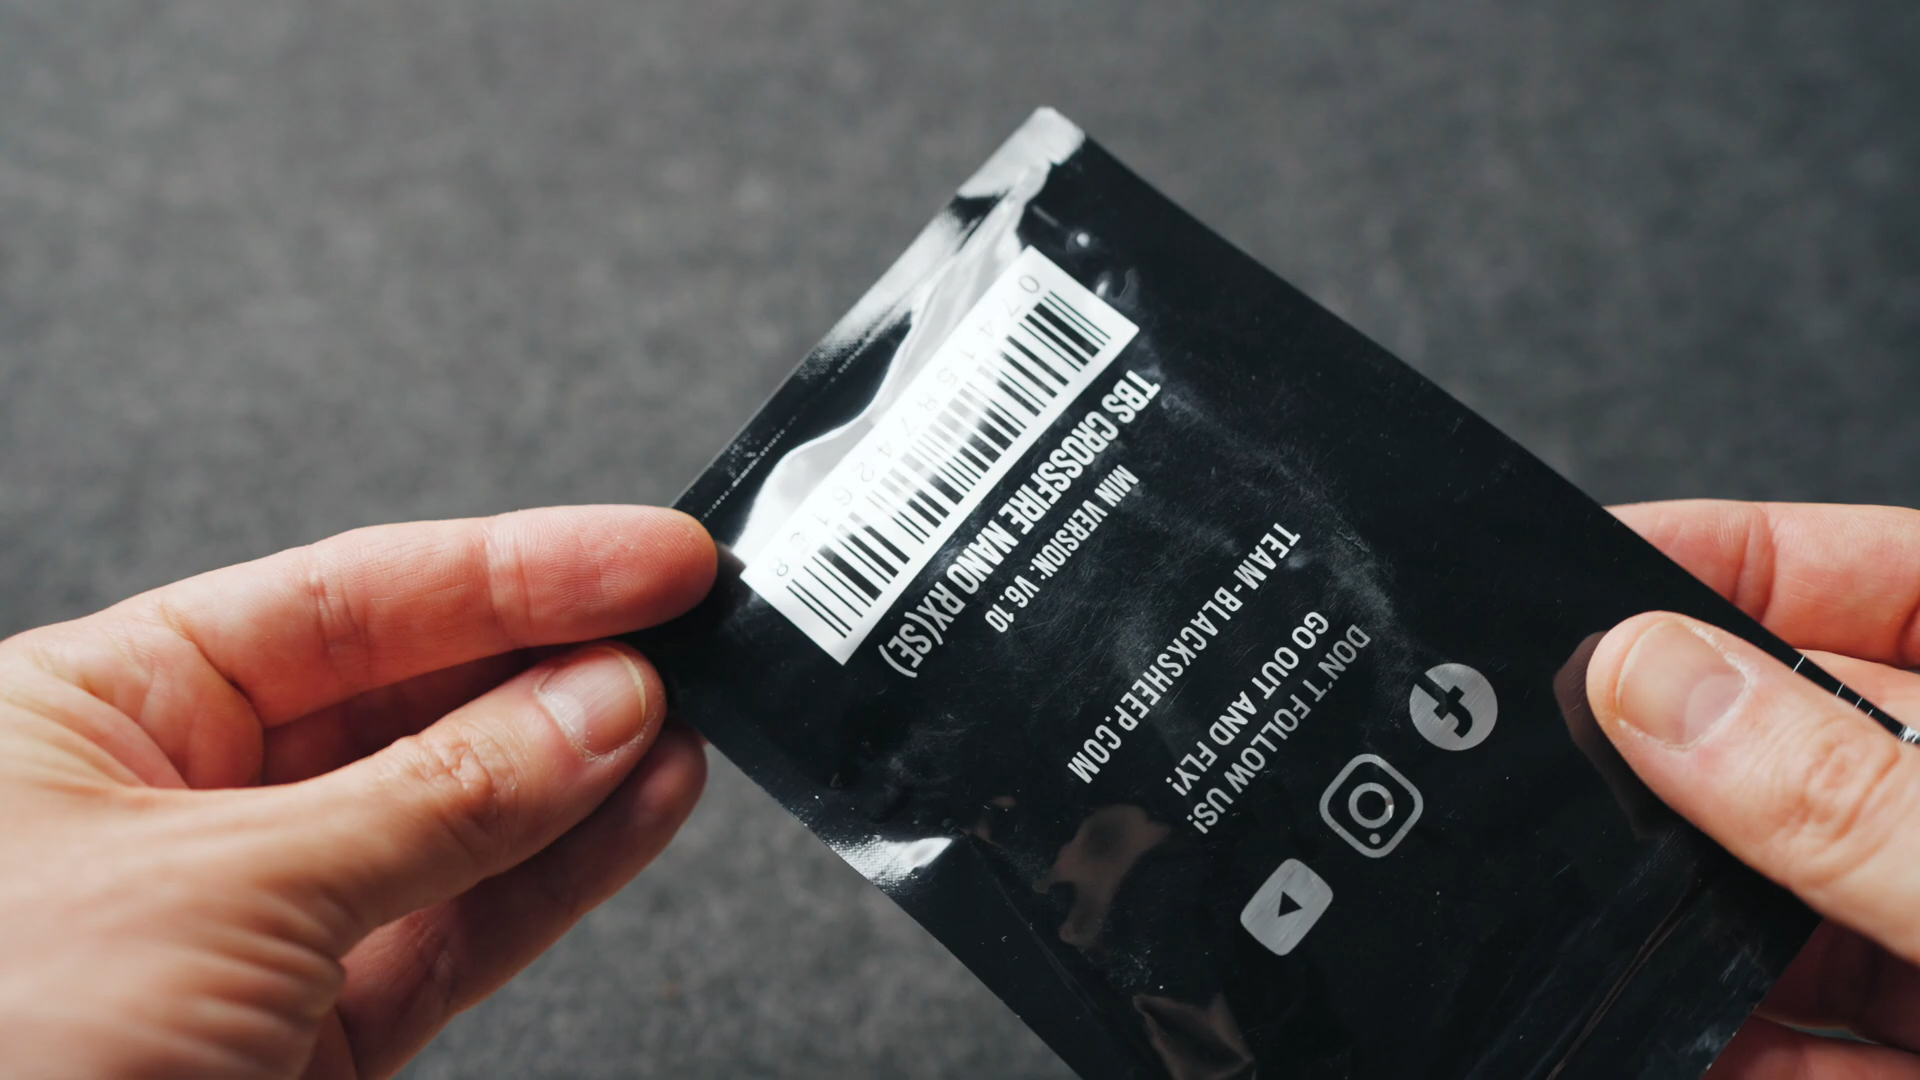 DON'T FOLLOW US!
GO OUT AND FLY!
TEAM-BLACKSHEEP.COM
MIN VERSION: V6.10
TBS CROSSFIRE NANO RX(SE)
0741587426158